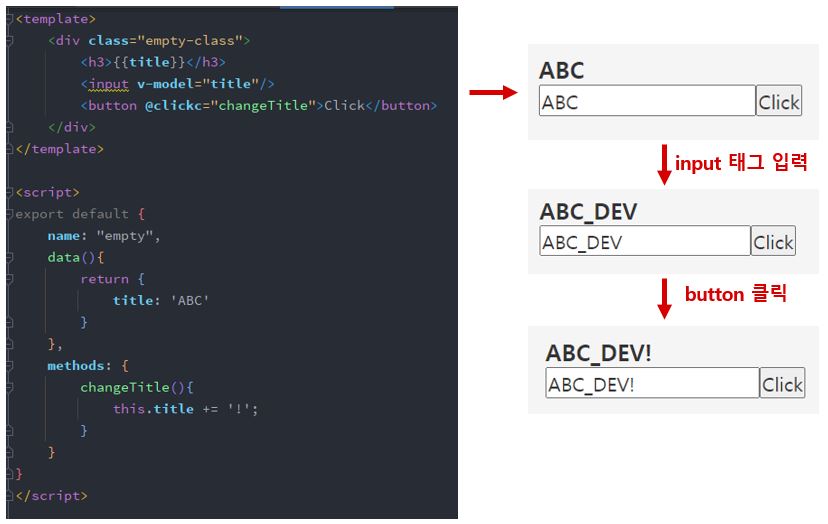 <template>
<div class="empty-class">
<h3>{{title}}</h3>
<input v-model="title"/>
<button @clickc="changeTitle">Click</button>
</div>
</template>
<script>
export default {
name: "empty",
data(){
return {
title: 'ABC'
}
},
methods: {
changeTitle(){
this.title += '!';
}
}
}
</script>
ABC
ABC Click
input 태그 입력
ABC_DEV
ABC_DEV Click
button 클릭
ABC_DEV!
ABC_DEV! Click